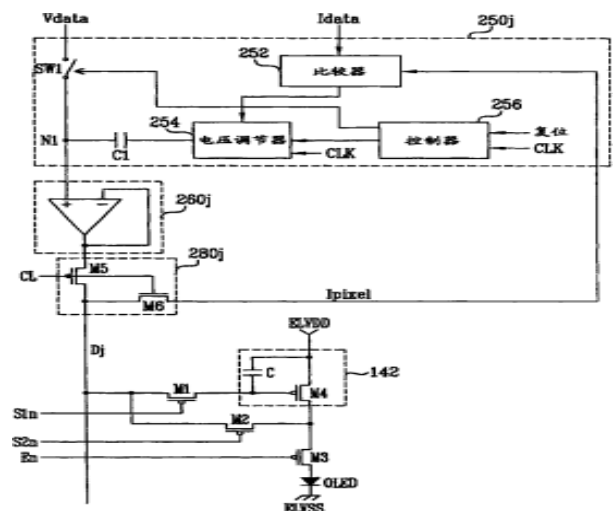 Vdata
Idata
250j
252
SW1
比较器
254
256
N1
C1
电压调节器
控制器
复位
CLK
CLK
260j
+ −
280j
CL
M5
M6
Ipixel
ELVDD
Dj
C
142
M1
M4
S1n
M2
S2n
En
M3
OLED
ELVSS